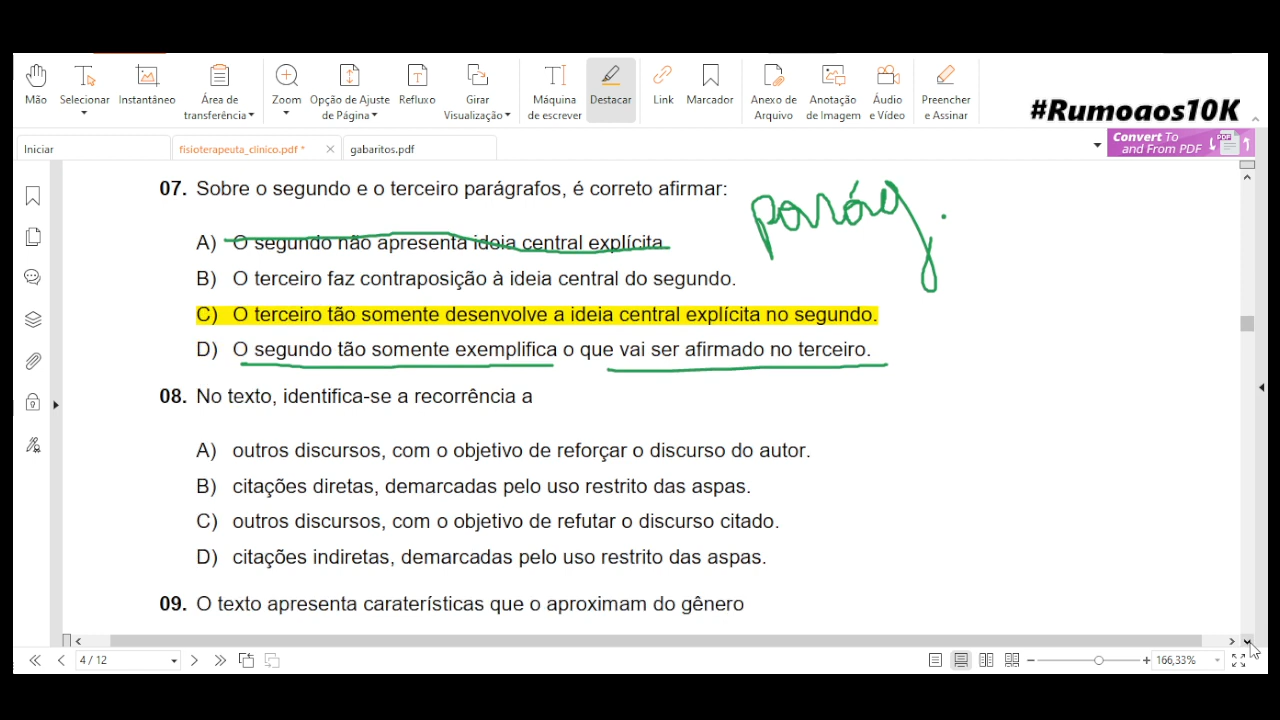 Mão
Selecionar
Instantâneo
Área de
transferência
Zoom
Opção de Ajuste
de Página
Refluxo
Girar
Visualização
Máquina
de escrever
Destacar
Link
Marcador
Anexo de
Arquivo
Anotação
de Imagem
Áudio
e Vídeo
Preencher
e Assinar
#Rumoaos10K
Iniciar
fisioterapeuta_clínico.pdf *
gabaritos.pdf
Convert To
and From PDF
PDF
07. Sobre o segundo e o terceiro parágrafos, é correto afirmar:
parág.
A) O segundo não apresenta ideia central explícita.
B) O terceiro faz contraposição à ideia central do segundo.
C) O terceiro tão somente desenvolve a ideia central explícita no segundo.
D) O segundo tão somente exemplifica o que vai ser afirmado no terceiro.
08. No texto, identifica-se a recorrência a
A) outros discursos, com o objetivo de reforçar o discurso do autor.
B) citações diretas, demarcadas pelo uso restrito das aspas.
C) outros discursos, com o objetivo de refutar o discurso citado.
D) citações indiretas, demarcadas pelo uso restrito das aspas.
09. O texto apresenta caraterísticas que o aproximam do gênero
4 / 12
166,33%